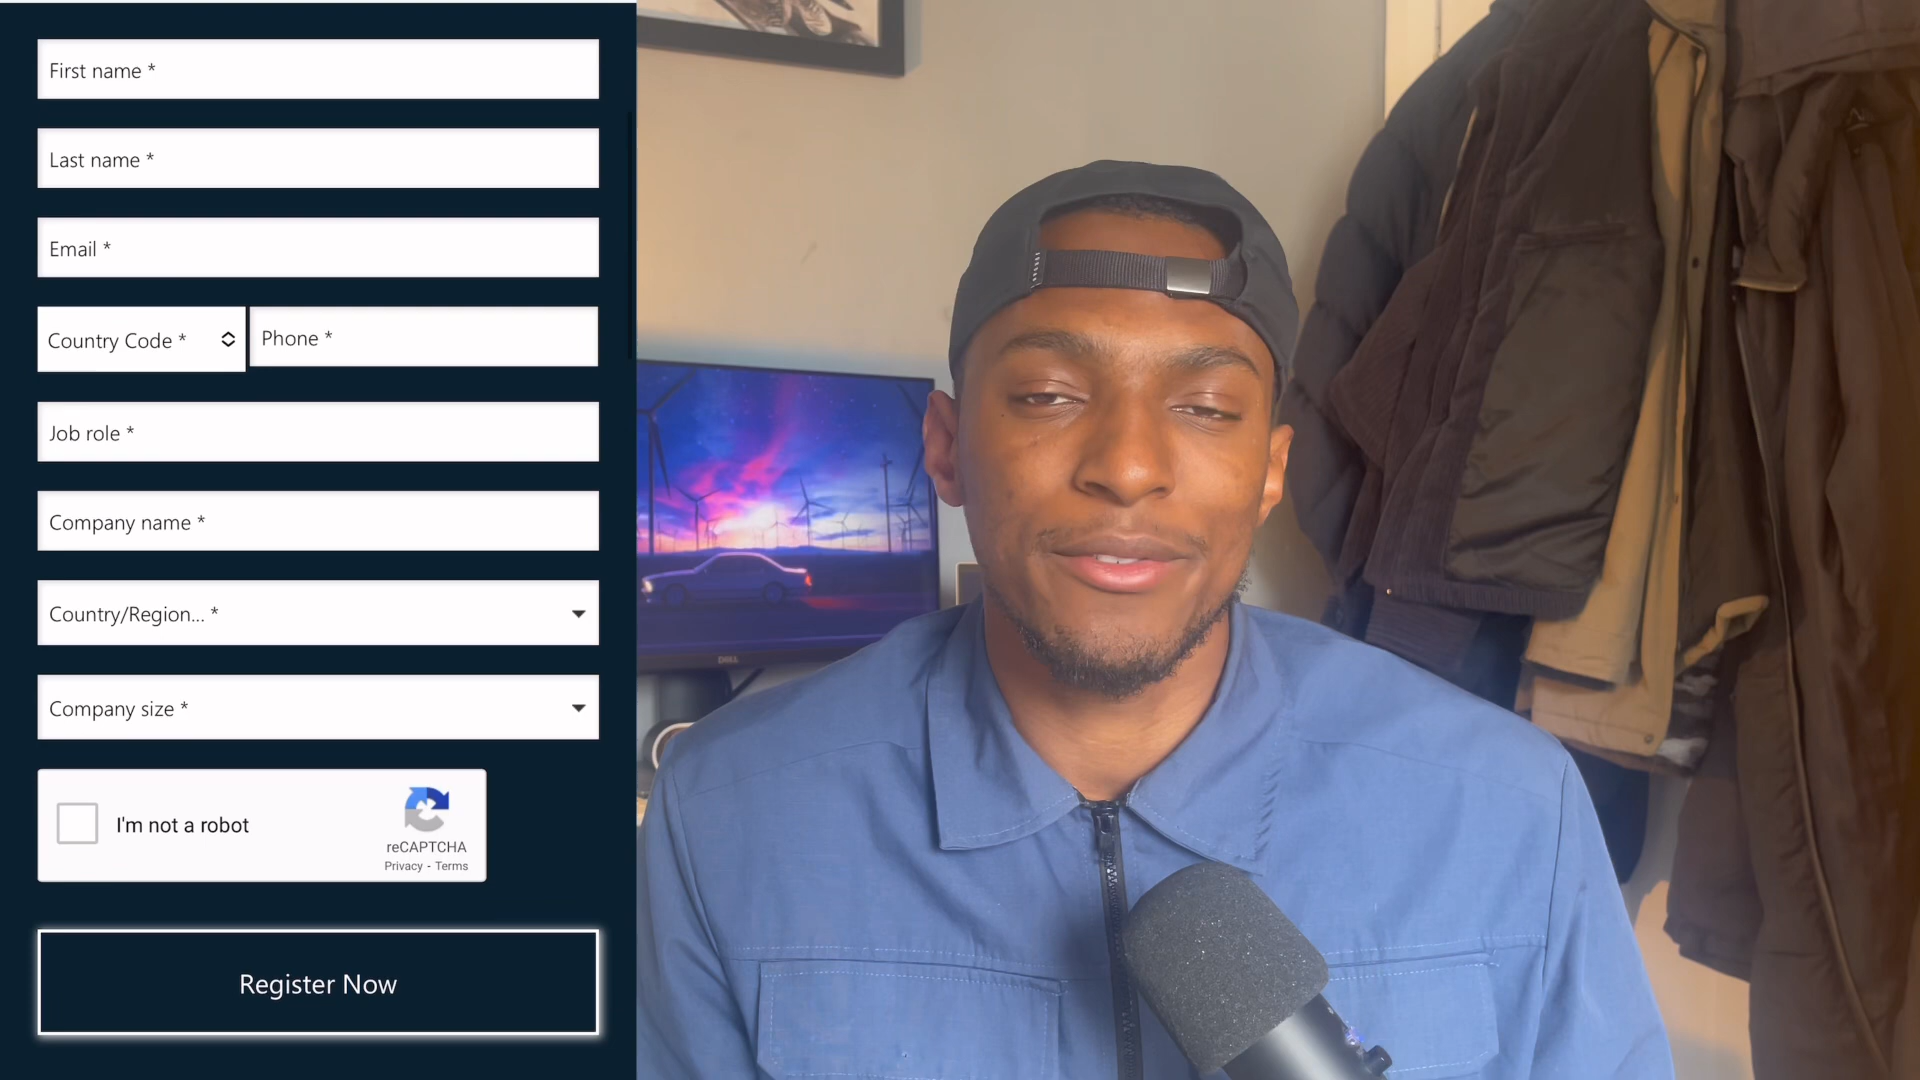 First name *
Last name *
Email *
Country Code *
Phone *
Job role *
Company name *
Country/Region... *
Company size *
I'm not a robot
reCAPTCHA
Privacy - Terms
Register Now
DELL